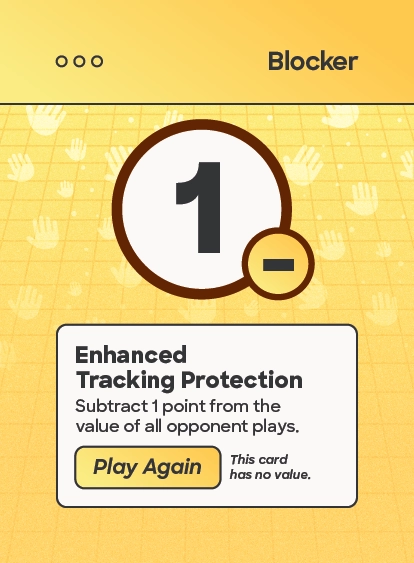 Blocker
1
-
Enhanced
Tracking Protection
Subtract 1 point from the
value of all opponent plays.
Play Again
This card
has no value.